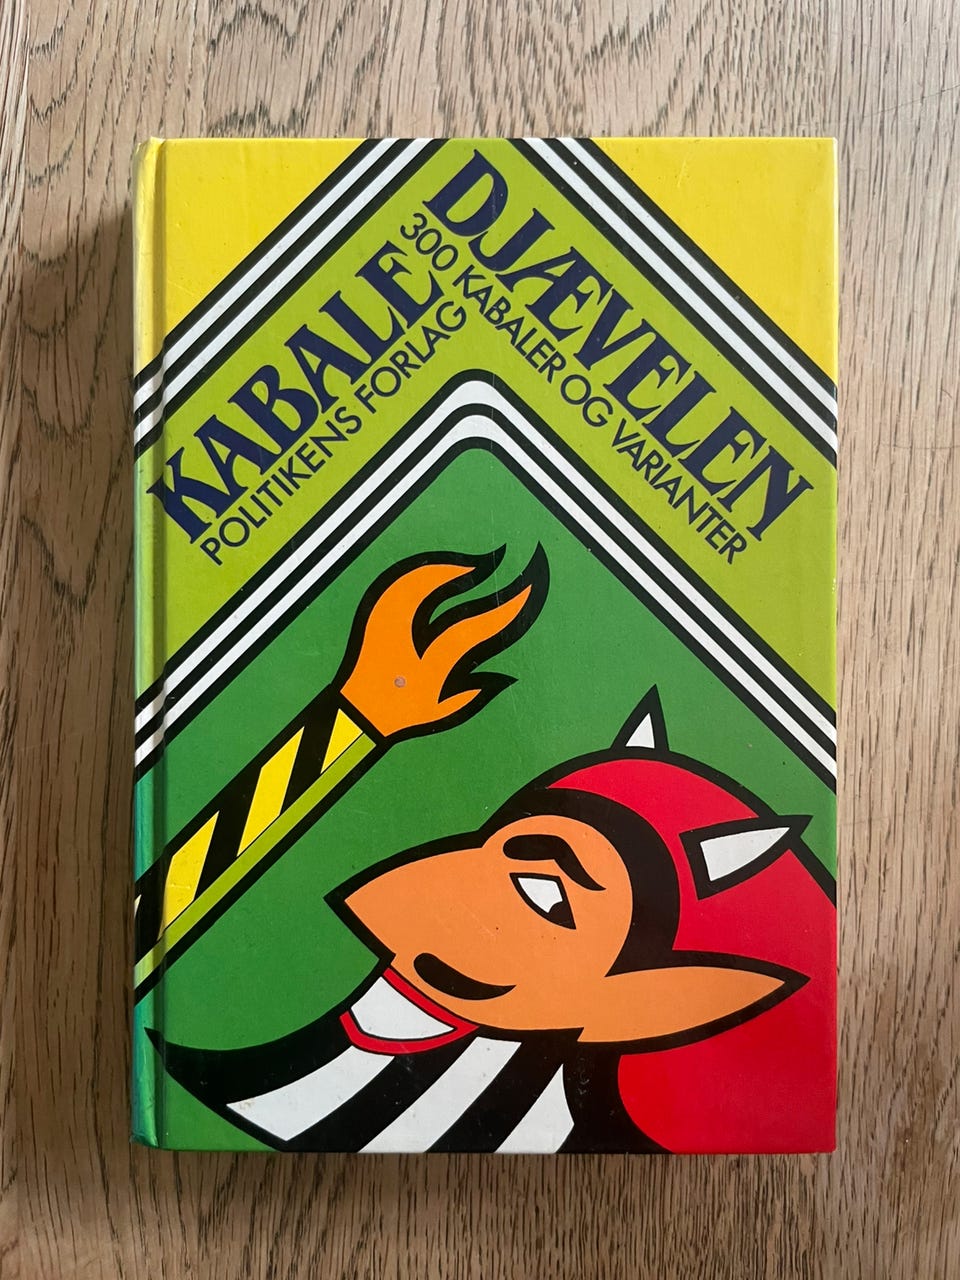 KABALE
DJÆVELEN
300 KABALER OG VARIANTER
POLITIKENS FORLAG